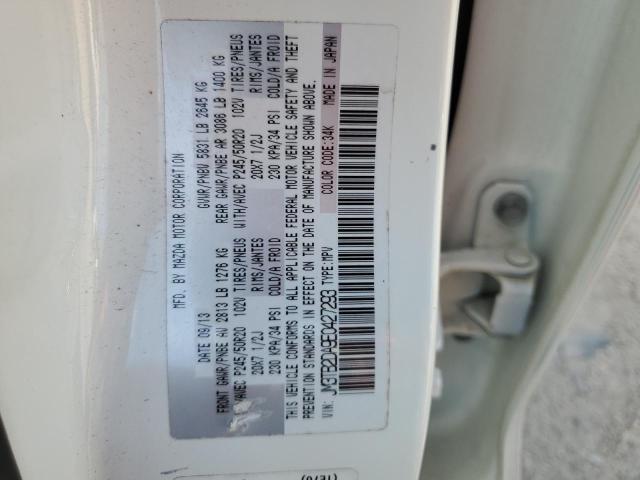 MFD. BY MAZDA MOTOR CORPORATION
DATE 09/13 GVWR/PNBV 5831 LB 2645 KG
FRONT GAWR/PNBE AV 2813 LB 1276 KG REAR GAWR/PNBE AR 3086 LB 1400 KG
/AVEC P245/50R20 102V TIRES/PNEUS WITH/AVEC P245/50R20 102V TIRES/PNEUS
20X7 1/2J RIMS/JANTES 20X7 1/2J RIMS/JANTES
230 KPA/34 PSI COLD/A FROID 230 KPA/34 PSI COLD/A FROID
THIS VEHICLE CONFORMS TO ALL APPLICABLE FEDERAL MOTOR VEHICLE SAFETY AND THEFT
PREVENTION STANDARDS IN EFFECT ON THE DATE OF MANUFACTURE SHOWN ABOVE.
VIN: JM3TB2DA9E0427293 TYPE:MPV COLOR CODE:34K MADE IN JAPAN